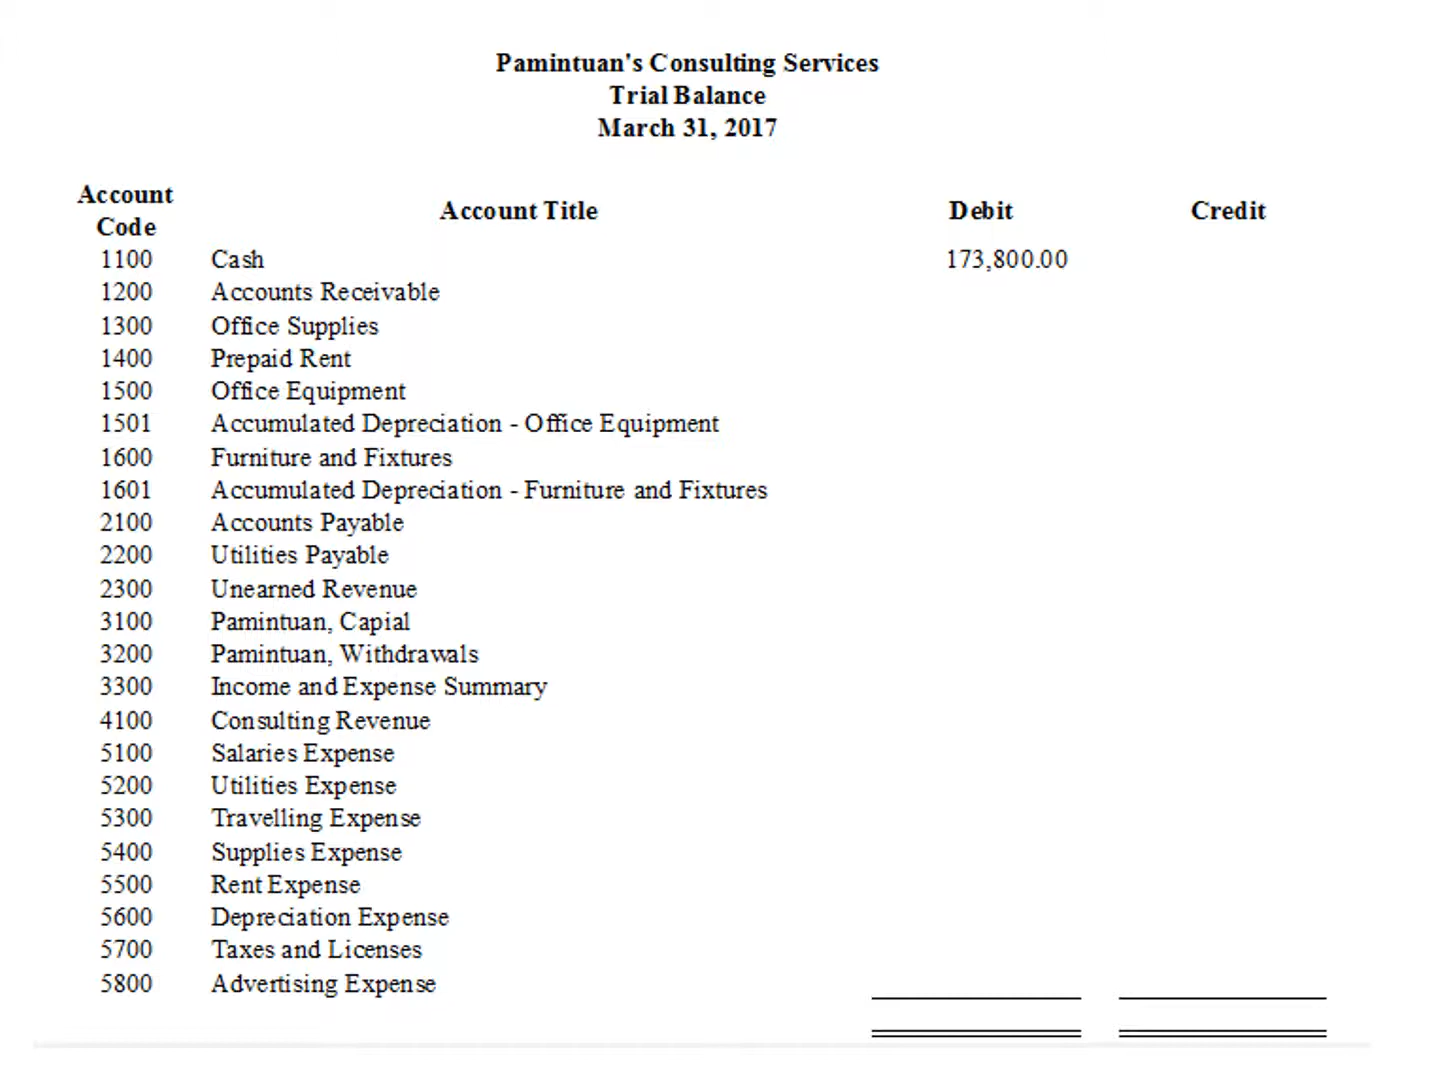 Pamintuan's Consulting Services
Trial Balance
March 31, 2017
Account Code Account Title Debit Credit
1100 Cash 173,800.00
1200 Accounts Receivable
1300 Office Supplies
1400 Prepaid Rent
1500 Office Equipment
1501 Accumulated Depreciation - Office Equipment
1600 Furniture and Fixtures
1601 Accumulated Depreciation - Furniture and Fixtures
2100 Accounts Payable
2200 Utilities Payable
2300 Unearned Revenue
3100 Pamintuan, Capial
3200 Pamintuan, Withdrawals
3300 Income and Expense Summary
4100 Consulting Revenue
5100 Salaries Expense
5200 Utilities Expense
5300 Travelling Expense
5400 Supplies Expense
5500 Rent Expense
5600 Depreciation Expense
5700 Taxes and Licenses
5800 Advertising Expense